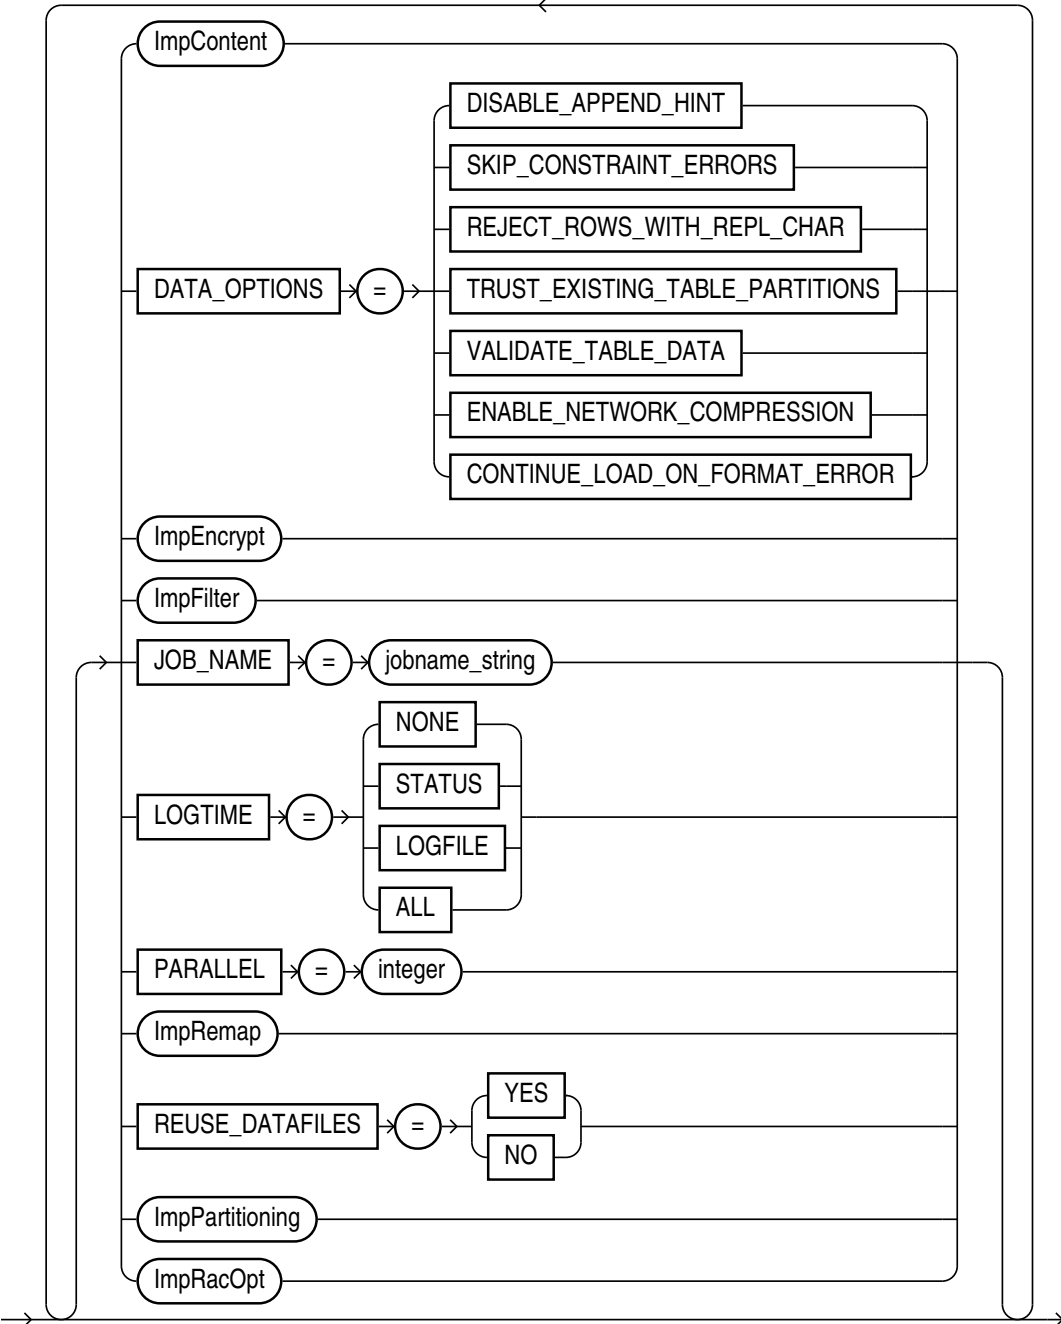 ImpContent
DISABLE_APPEND_HINT
SKIP_CONSTRAINT_ERRORS
REJECT_ROWS_WITH_REPL_CHAR
DATA_OPTIONS = TRUST_EXISTING_TABLE_PARTITIONS
VALIDATE_TABLE_DATA
ENABLE_NETWORK_COMPRESSION
CONTINUE_LOAD_ON_FORMAT_ERROR
ImpEncrypt
ImpFilter
JOB_NAME = jobname_string
NONE
STATUS
LOGTIME =
LOGFILE
ALL
PARALLEL = integer
ImpRemap
YES
REUSE_DATAFILES =
NO
ImpPartitioning
ImpRacOpt